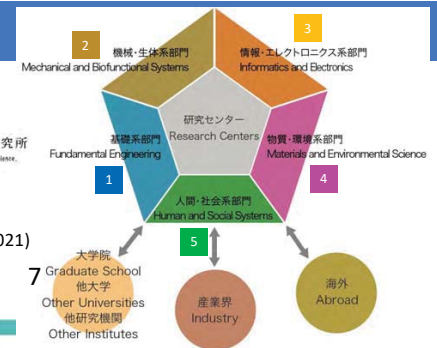 2
機械・生体系部門
Mechanical and Biofunctional Systems
3
情報・エレクトロニクス系部門
Informatics and Electronics
研究センター
Research Centers
究所
ience,
基礎系部門
Fundamental Engineering
1
物質・環境系部門
Materials and Environmental Science
4
人間・社会系部門
Human and Social Systems
5
021)
7
大学院
Graduate School
他大学
Other Universities
他研究機関
Other Institutes
産業界
Industry
海外
Abroad